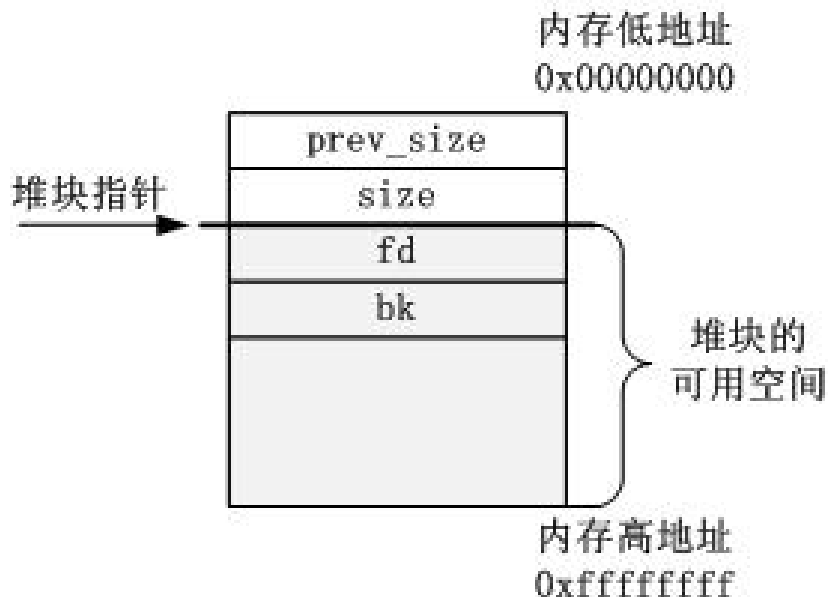 内存低地址
0x00000000
prev_size
堆块指针
size
fd
bk
堆块的
可用空间
内存高地址
0xffffffff